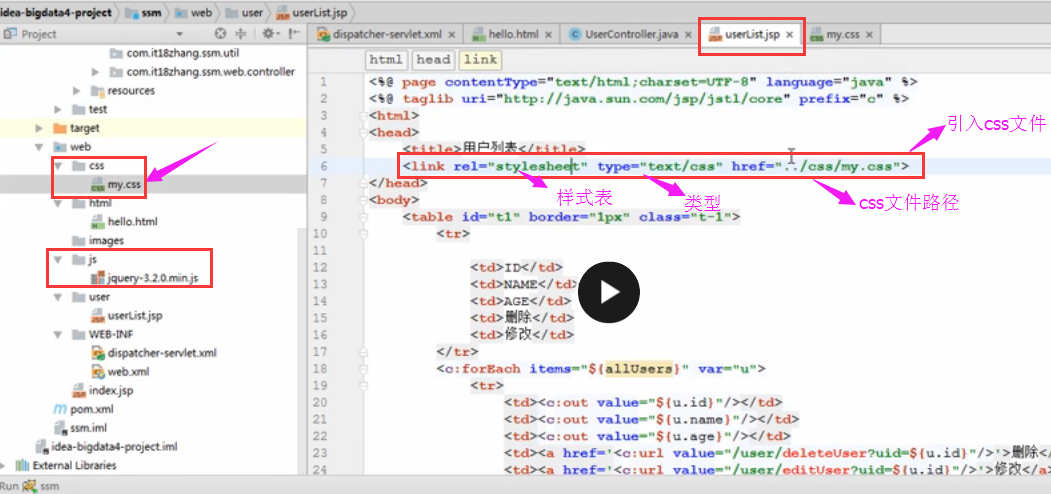 idea-bigdata4-project ssm web user userList.jsp
Project
com.it18zhang.ssm.util
com.it18zhang.ssm.web.controller
resources
test
target
web
css
my.css
html
hello.html
images
js
jquery-3.2.0.min.js
user
userList.jsp
WEB-INF
dispatcher-servlet.xml
web.xml
index.jsp
pom.xml
ssm.iml
idea-bigdata4-project.iml
External Libraries
Run ssm
dispatcher-servlet.xml hello.html UserController.java userList.jsp my.css
html head link
1 <%@ page contentType="text/html;charset=UTF-8" language="java" %>
2 <%@ taglib uri="http://java.sun.com/jsp/jstl/core" prefix="c" %>
3 <html>
4 <head>
5 <title>用户列表</title>
6 <link rel="stylesheet" type="text/css" href="../css/my.css">
7 </head>
8 <body>
9 <table id="t1" border="1px" class="t-1">
10 <tr>
11
12 <td>ID</td>
13 <td>NAME</td>
14 <td>AGE</td>
15 <td>删除</td>
16 <td>修改</td>
17 </tr>
18 <c:forEach items="${allUsers}" var="u">
19 <tr>
20 <td><c:out value="${u.id}"/></td>
21 <td><c:out value="${u.name}"/></td>
22 <td><c:out value="${u.age}"/></td>
23 <td><a href='<c:url value="/user/deleteUser?uid=${u.id}"/>'>删除</
24 <td><a href='<c:url value="/user/editUser?uid=${u.id}"/>'>修改</a
引入css文件
样式表
类型
css文件路径